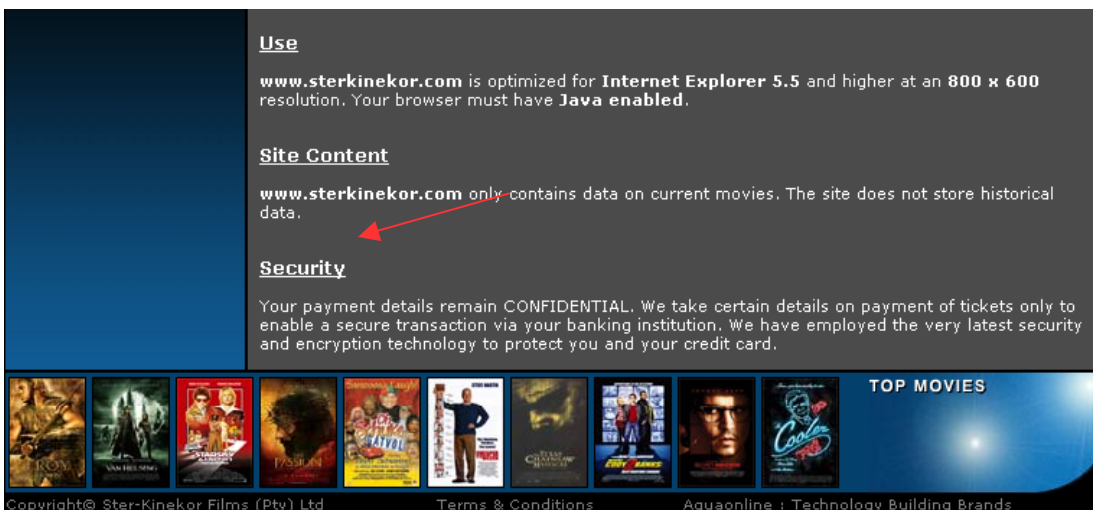 Use
www.sterkinekor.com is optimized for Internet Explorer 5.5 and higher at an 800 x 600
resolution. Your browser must have Java enabled.
Site Content
www.sterkinekor.com only contains data on current movies. The site does not store historical
data.
Security
Your payment details remain CONFIDENTIAL. We take certain details on payment of tickets only to
enable a secure transaction via your banking institution. We have employed the very latest security
and encryption technology to protect you and your credit card.
TOP MOVIES
TROY
VAN HELSING
STARSKY
PASSION
CODY BANKS
Cooler
Copyright© Ster-Kinekor Films (Pty) Ltd
Terms & Conditions
Aquaonline : Technology Building Brands